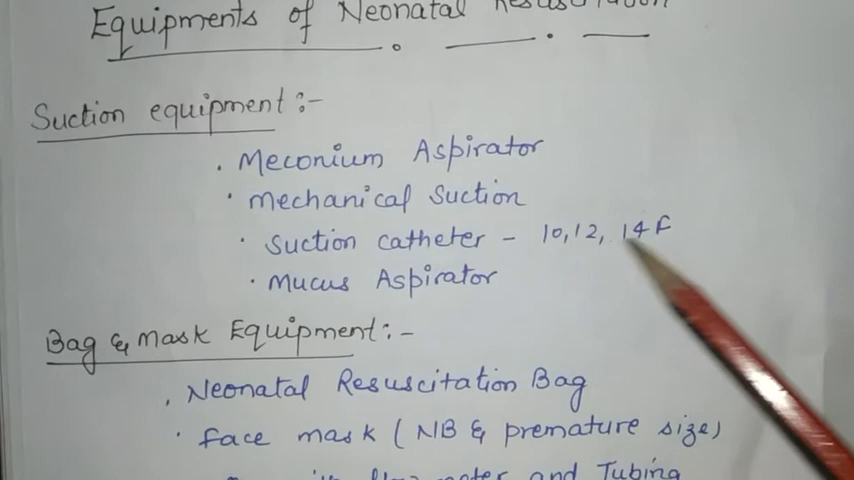 Equipments of Neonatal Resuscitation
Suction equipment :-
. Meconium Aspirator
. Mechanical Suction
. Suction catheter - 10, 12, 14 F
. Mucus Aspirator
Bag & Mask Equipment :-
. Neonatal Resuscitation Bag
. Face mask ( NB & premature size)
and Tubing